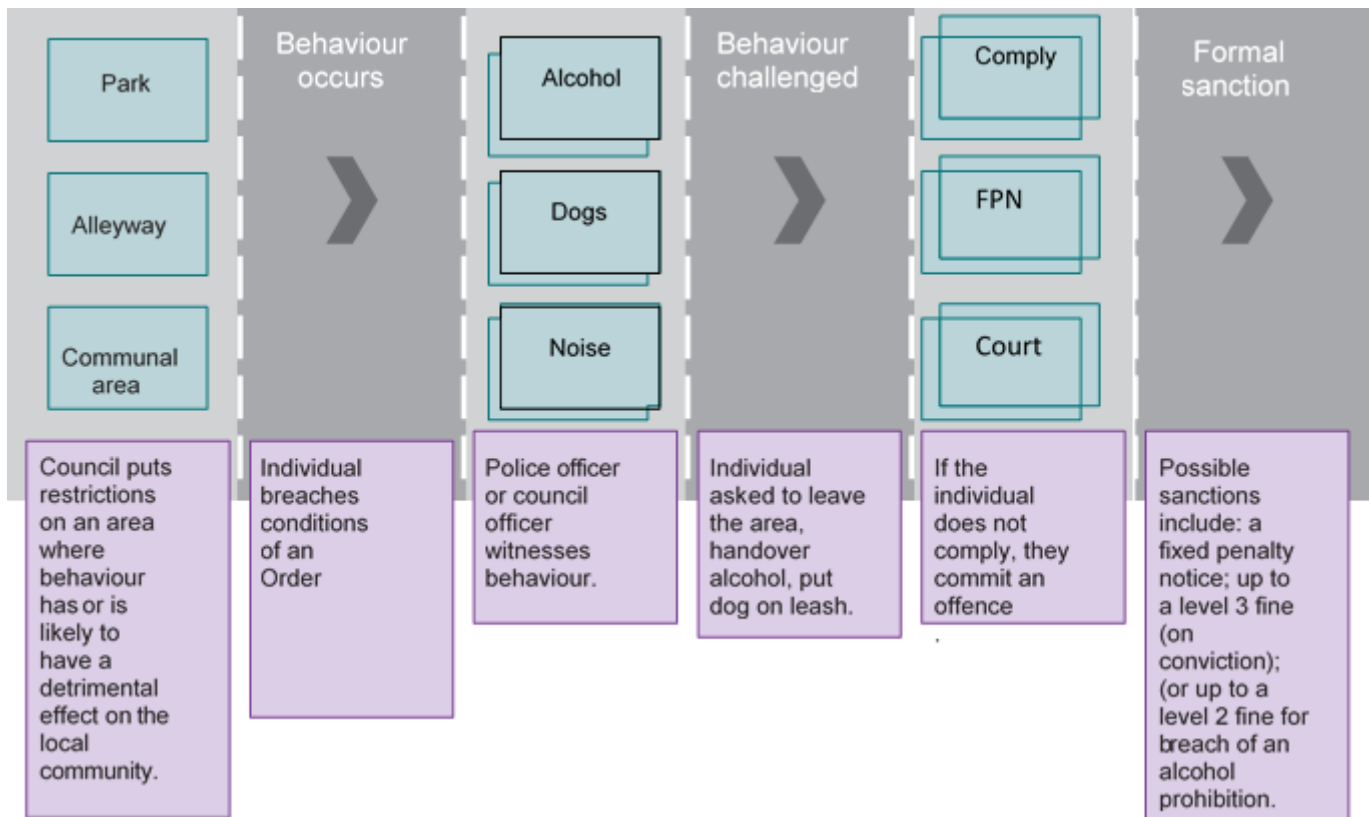 Park
Alleyway
Communal
area
Behaviour
occurs
Alcohol
Dogs
Noise
Behaviour
challenged
Comply
FPN
Court
Formal
sanction
Council puts
restrictions
on an area
where
behaviour
has or is
likely to
have a
detrimental
effect on the
local
community.
Individual
breaches
conditions
of an
Order
Police officer
or council
officer
witnesses
behaviour.
Individual
asked to leave
the area,
handover
alcohol, put
dog on leash.
If the
individual
does not
comply, they
commit an
offence
.
Possible
sanctions
include: a
fixed penalty
notice; up to
a level 3 fine
(on
conviction);
(or up to a
level 2 fine for
breach of an
alcohol
prohibition.